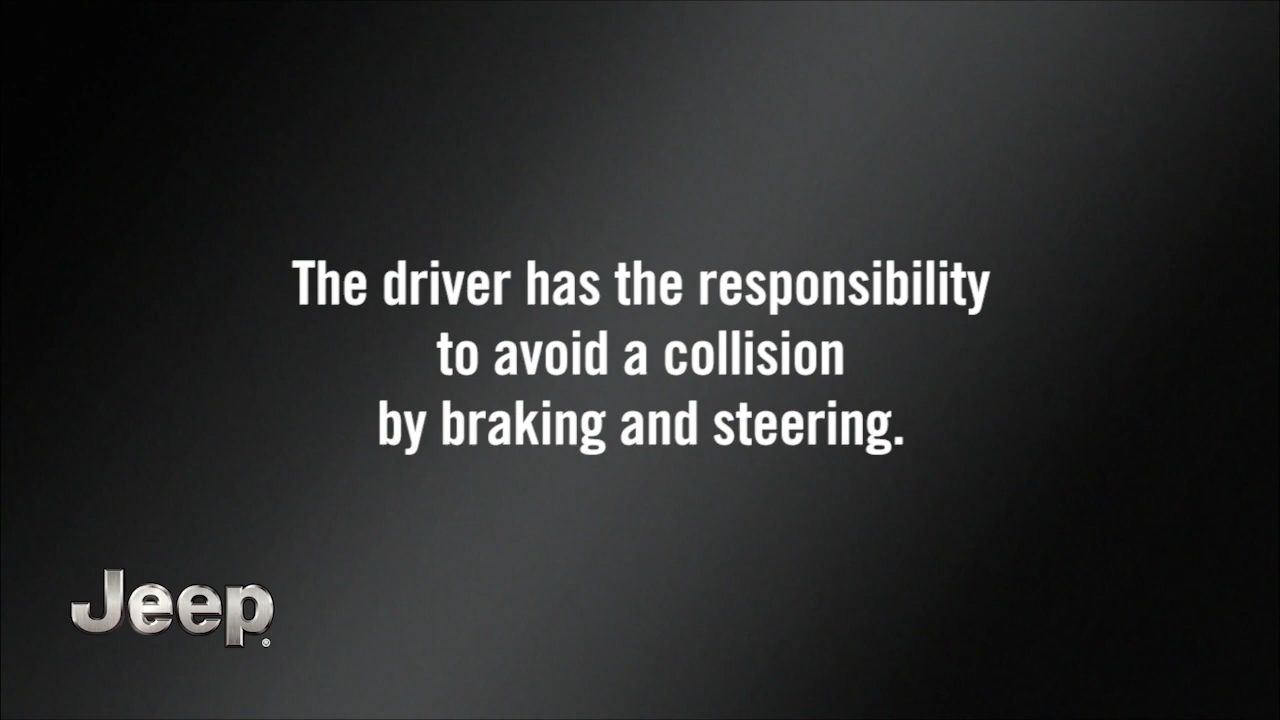 The driver has the responsibility
to avoid a collision
by braking and steering.
Jeep®